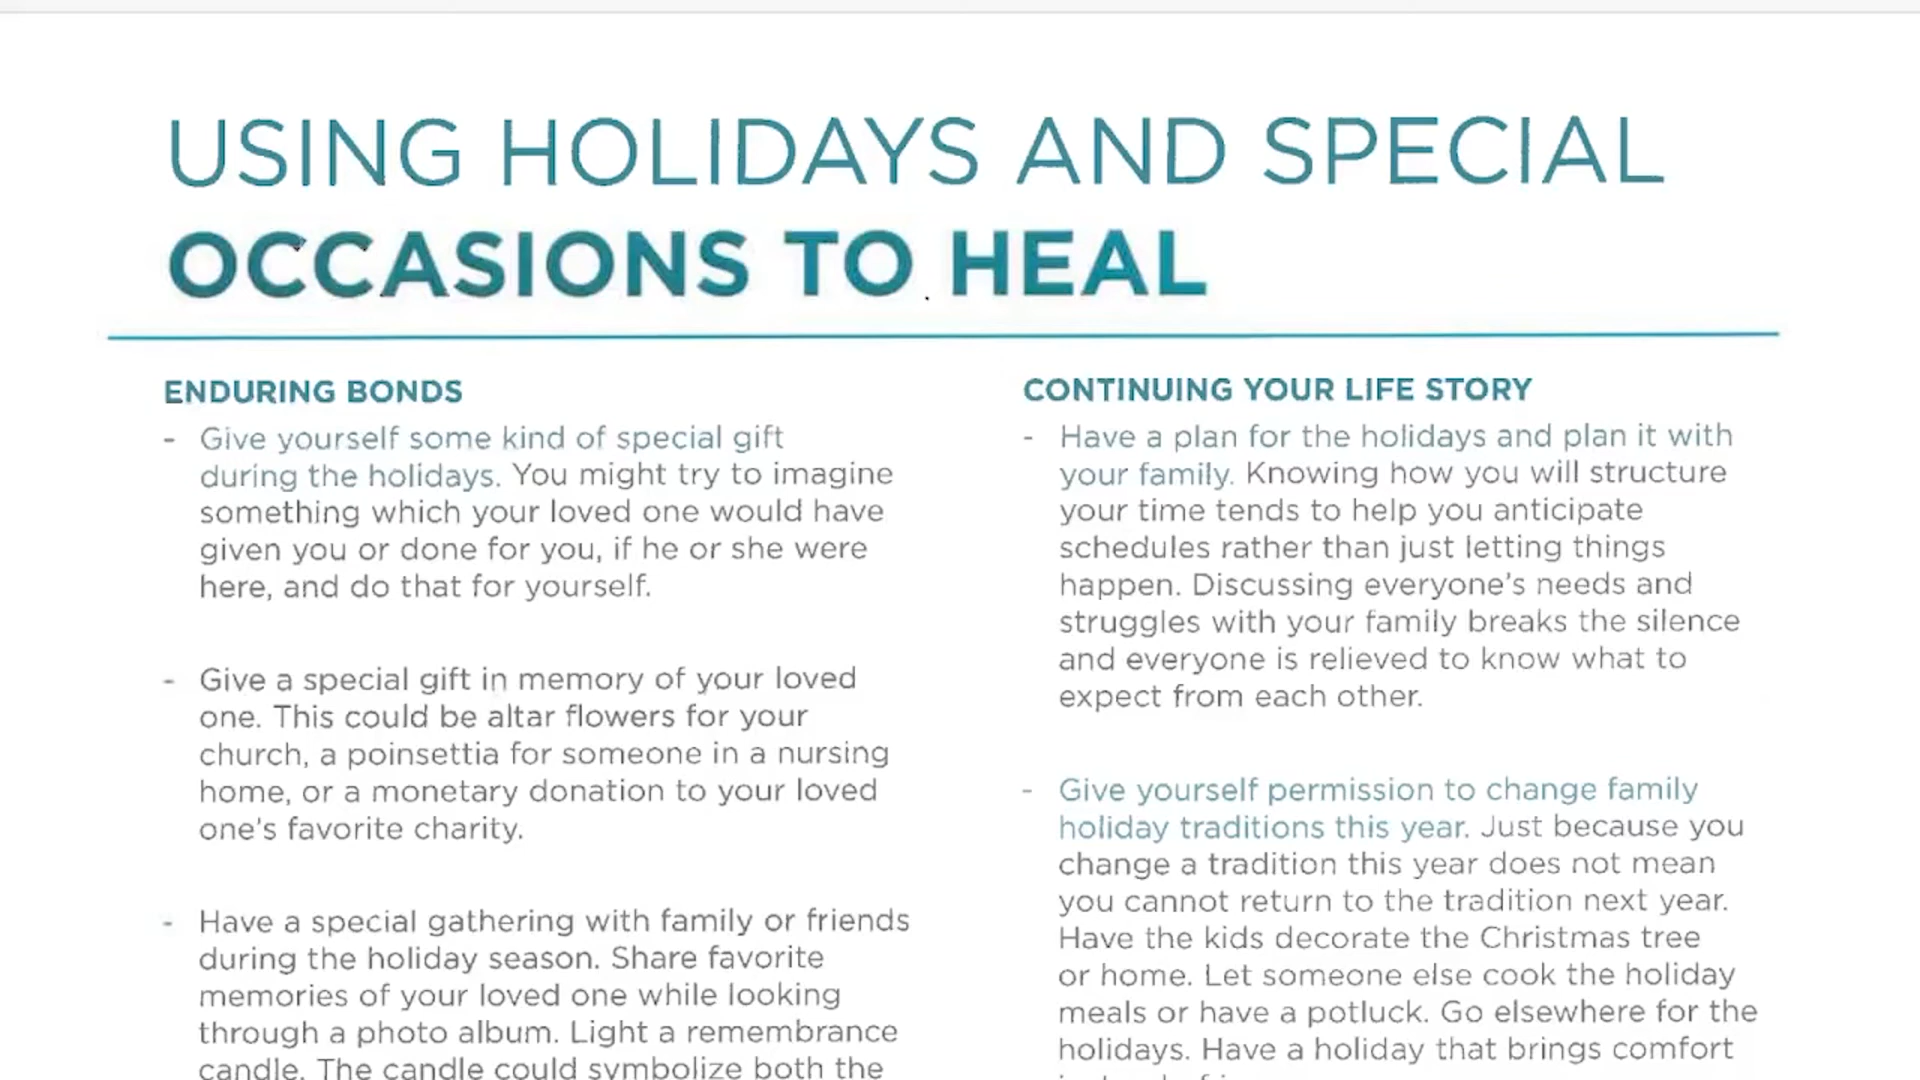 USING HOLIDAYS AND SPECIAL
OCCASIONS TO HEAL
ENDURING BONDS
- Give yourself some kind of special gift
during the holidays. You might try to imagine
something which your loved one would have
given you or done for you, if he or she were
here, and do that for yourself.
- Give a special gift in memory of your loved
one. This could be altar flowers for your
church, a poinsettia for someone in a nursing
home, or a monetary donation to your loved
one's favorite charity.
- Have a special gathering with family or friends
during the holiday season. Share favorite
memories of your loved one while looking
through a photo album. Light a remembrance
candle. The candle could symbolize both the
CONTINUING YOUR LIFE STORY
- Have a plan for the holidays and plan it with
your family. Knowing how you will structure
your time tends to help you anticipate
schedules rather than just letting things
happen. Discussing everyone's needs and
struggles with your family breaks the silence
and everyone is relieved to know what to
expect from each other.
- Give yourself permission to change family
holiday traditions this year. Just because you
change a tradition this year does not mean
you cannot return to the tradition next year.
Have the kids decorate the Christmas tree
or home. Let someone else cook the holiday
meals or have a potluck. Go elsewhere for the
holidays. Have a holiday that brings comfort